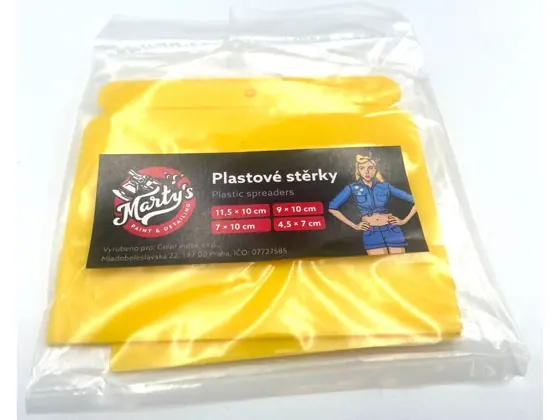 Marty's
PAINT & DETAILING
Plastové stěrky
Plastic spreaders
11,5 × 10 cm
9 × 10 cm
7 × 10 cm
4,5 × 7 cm
Vyrobeno pro: Color
Mladoboleslavská 22, 197 00 Praha, IČO: 07727585